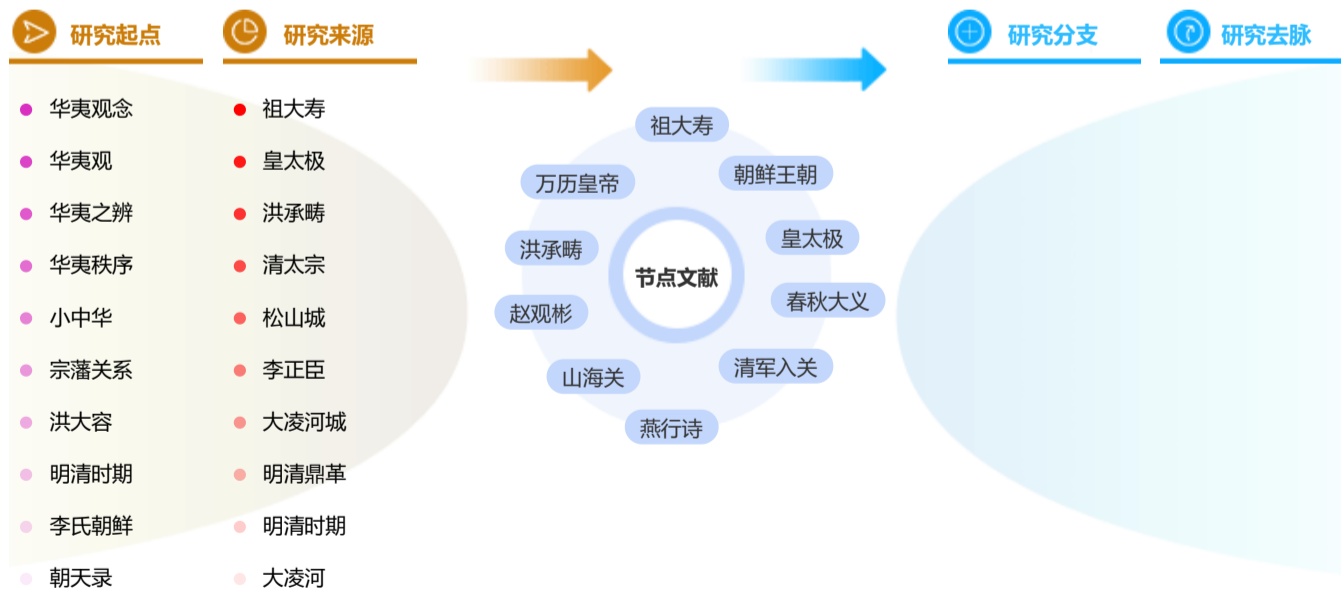 研究起点
研究来源
研究分支
研究去脉
华夷观念
华夷观
华夷之辨
华夷秩序
小中华
宗藩关系
洪大容
明清时期
李氏朝鲜
朝天录
祖大寿
皇太极
洪承畴
清太宗
松山城
李正臣
大凌河城
明清鼎革
明清时期
大凌河
祖大寿
万历皇帝
朝鲜王朝
洪承畴
皇太极
节点文献
赵观彬
春秋大义
山海关
清军入关
燕行诗